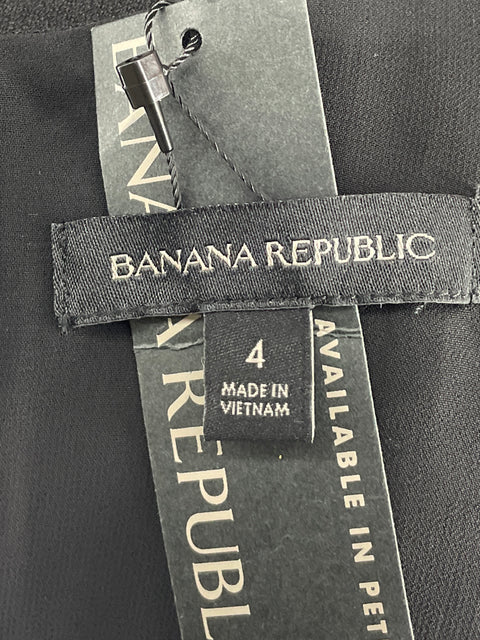 BANANA REPUBLIC
4
MADE IN
VIETNAM
REPUBL
AVAILABLE IN PET